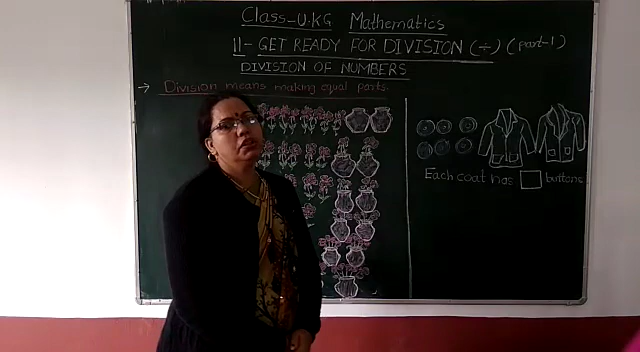 Class-U.KG Mathematics
11- GET READY FOR DIVISION (÷) (part-1)
DIVISION OF NUMBERS
→ Division means making equal parts.
Each coat has □ buttons